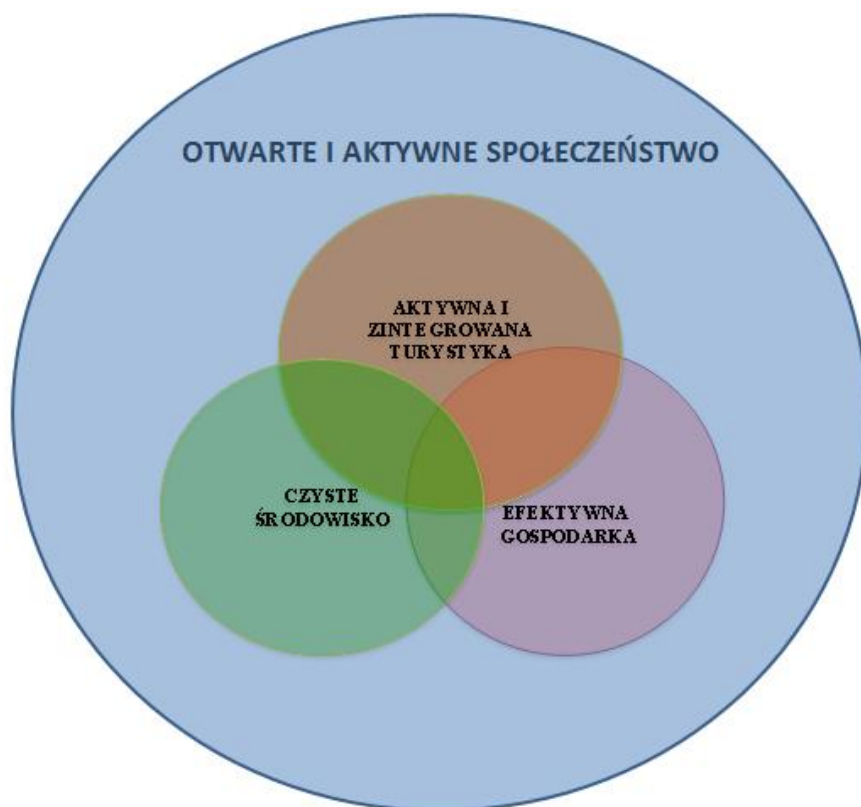 OTWARTE I AKTYWNE SPOŁECZEŃSTWO
AKTYWNA I
ZINTEGROWANA
TURYSTYKA
CZYSTE
ŚRODOWISKO
EFEKTYWNA
GOSPODARKA